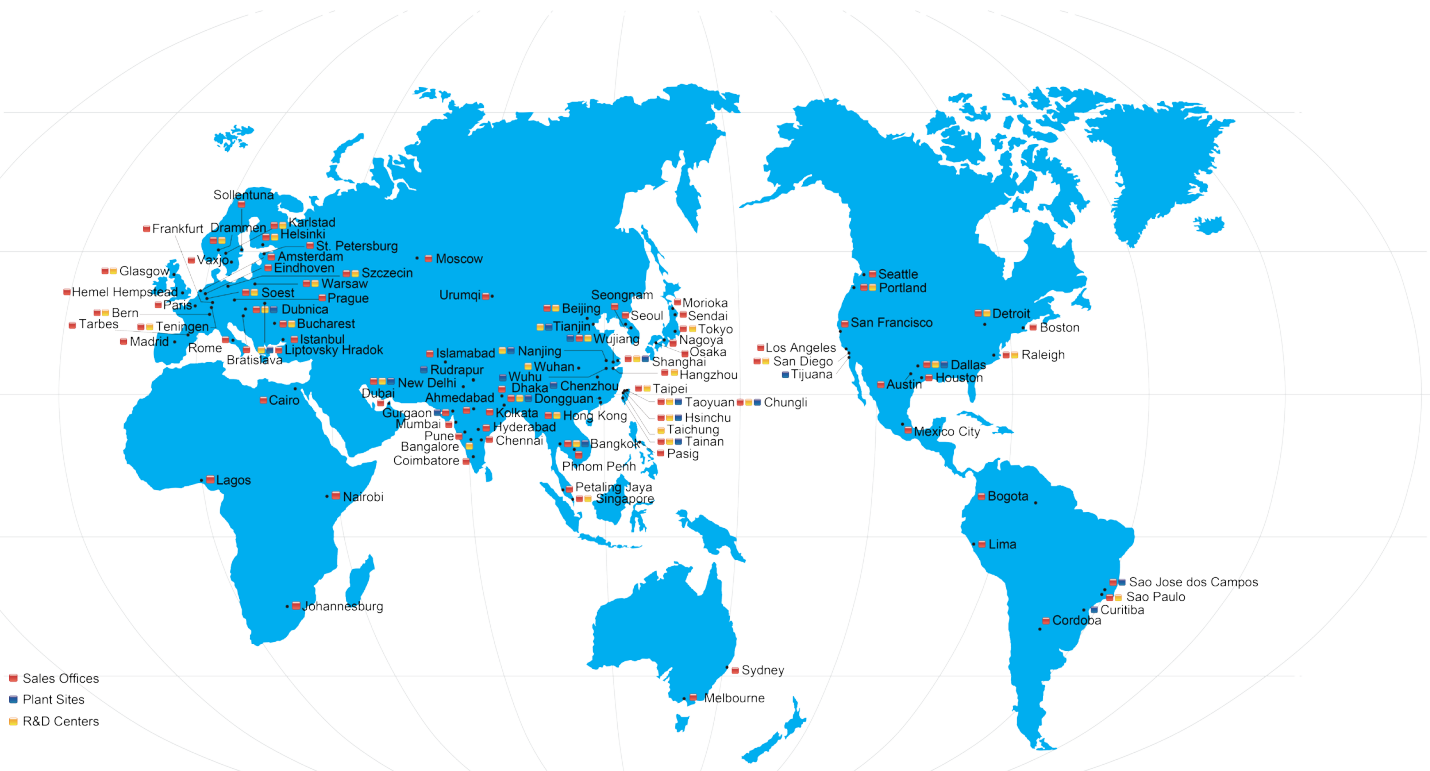 Sollentuna
Frankfurt
Drammen
Karlstad
Helsinki
St. Petersburg
Vaxjo
Amsterdam
Eindhoven
Moscow
Glasgow
Szczecin
Hemel Hempstead
Warsaw
Soest
Prague
Paris
Bern
Dubnica
Tarbes
Teningen
Bucharest
Madrid
Rome
Istanbul
Bratislava
Liptovsky Hradok
Urumqi
Seongnam
Beijing
Seoul
Morioka
Sendai
Tianjin
Tokyo
Wujiang
Nagoya
Osaka
Islamabad
Nanjing
Shanghai
Rudrapur
Wuhan
Hangzhou
Wuhu
New Delhi
Chenzhou
Dhaka
Taipei
Dubai
Ahmedabad
Dongguan
Taoyuan
Chungli
Cairo
Gurgaon
Kolkata
Hong Kong
Hsinchu
Mumbai
Hyderabad
Taichung
Pune
Chennai
Bangkok
Tainan
Bangalore
Pasig
Coimbatore
Phnom Penh
Petaling Jaya
Singapore
Lagos
Nairobi
Johannesburg
Sydney
Melbourne
Seattle
Portland
San Francisco
Detroit
Boston
Los Angeles
Raleigh
San Diego
Dallas
Tijuana
Houston
Austin
Mexico City
Bogota
Lima
Sao Jose dos Campos
Sao Paulo
Curitiba
Cordoba
Sales Offices
Plant Sites
R&D Centers